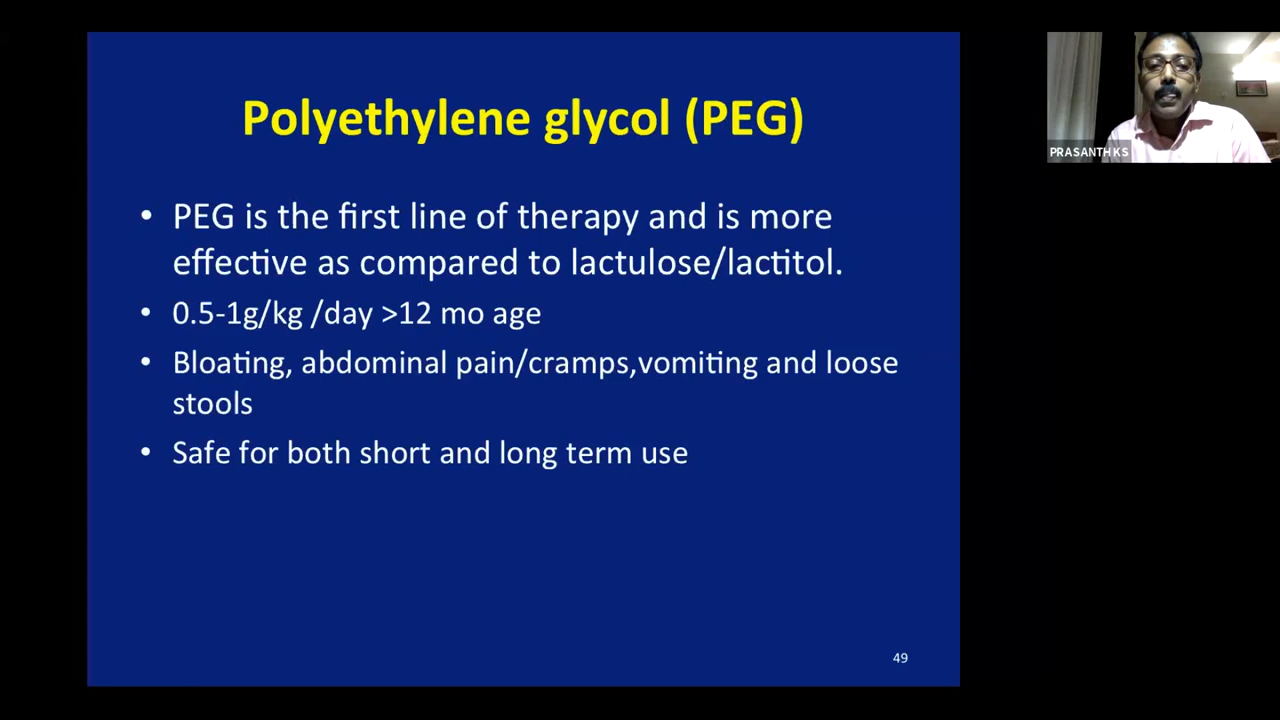 Polyethylene glycol (PEG)
• PEG is the first line of therapy and is more
effective as compared to lactulose/lactitol.
• 0.5-1g/kg /day >12 mo age
• Bloating, abdominal pain/cramps,vomiting and loose
stools
• Safe for both short and long term use
49
PRASANTH KS